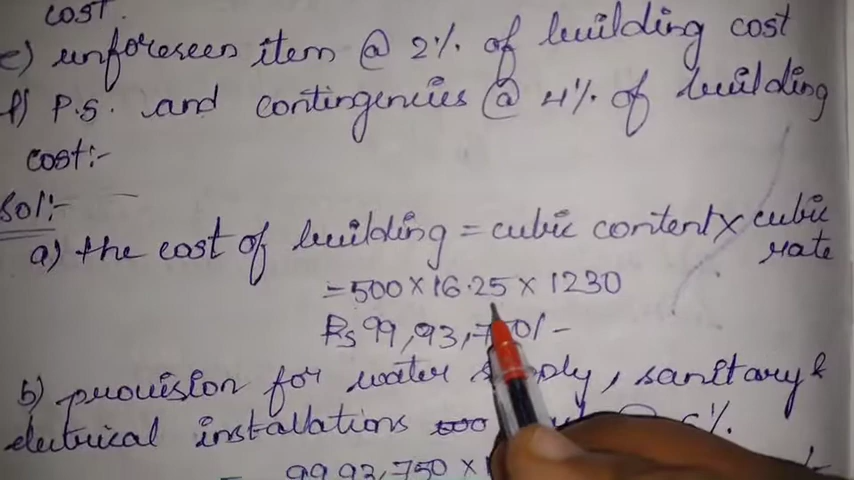 cost.
e) unforeseen item @ 2%. of building cost
f) P.S. and contingencies @ 4%. of building
cost:-
Sol:-
a) the cost of building = cubic content x cubic
rate
= 500 x 16.25 x 1230
Rs 99,93,750/-
b) provision for water supply, sanitary &
electrical installations @ 6%.
= 99 93,750 x